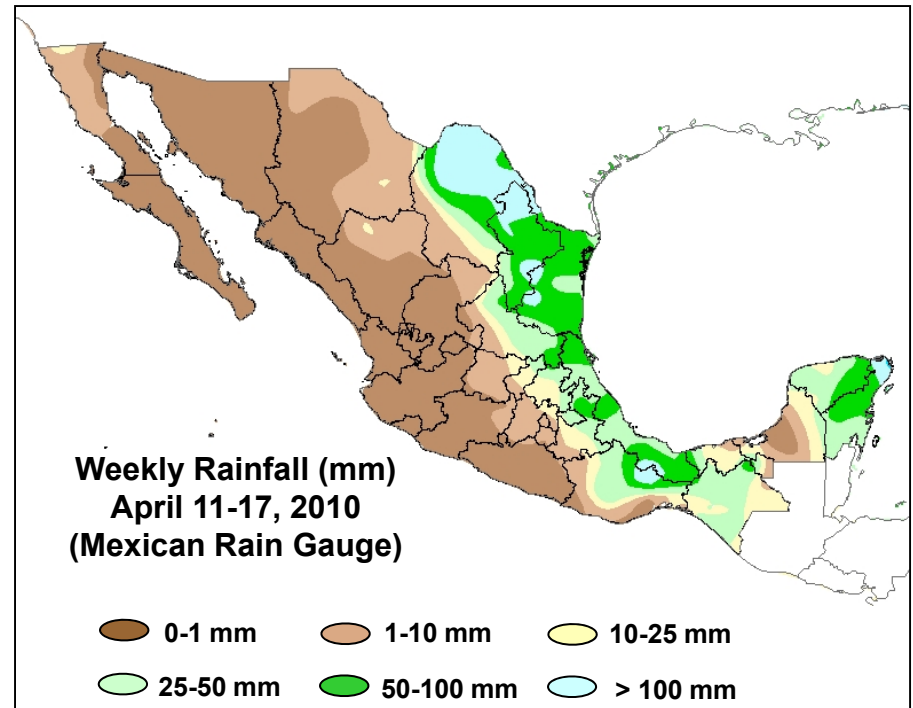 Weekly Rainfall (mm)
April 11-17, 2010
(Mexican Rain Gauge)
0-1 mm
1-10 mm
10-25 mm
25-50 mm
50-100 mm
> 100 mm